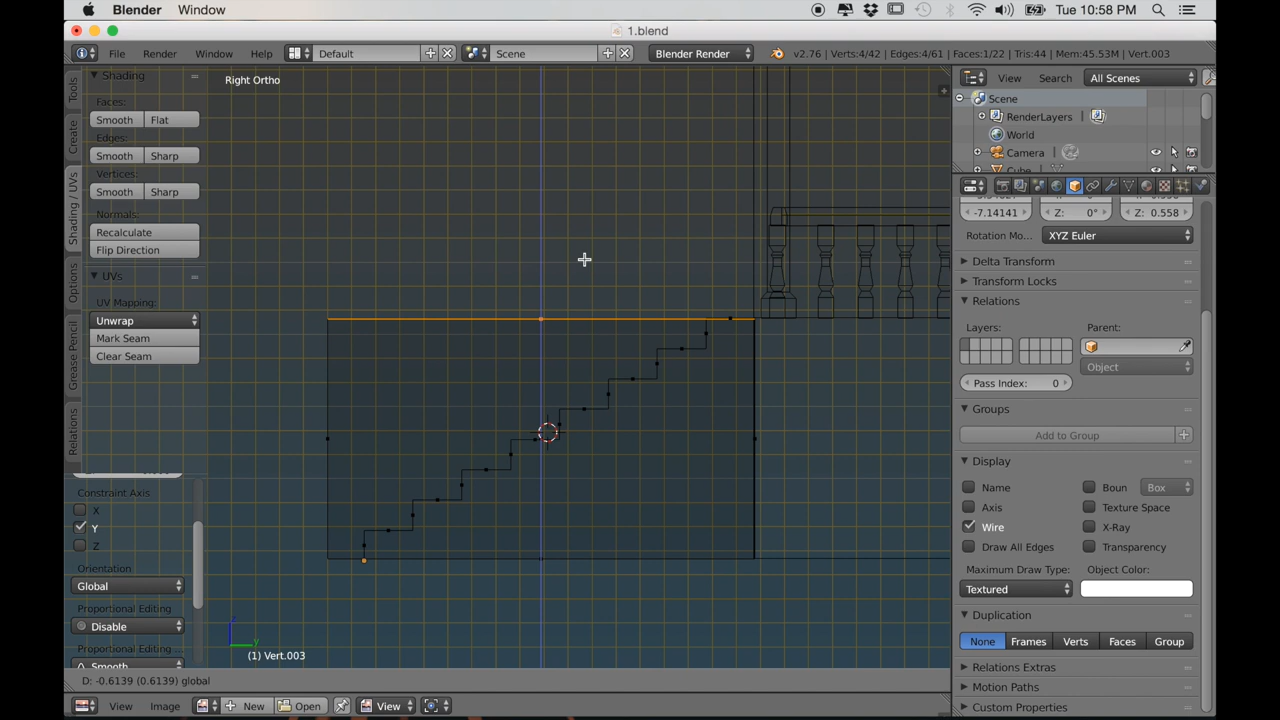 Blender Window Tue 10:58 PM
1.blend
File Render Window Help Default Scene Blender Render v2.76 | Verts:4/42 | Edges:4/61 | Faces:1/22 | Tris:44 | Mem:45.53M | Vert.003
Right Ortho
Tools
Create
Shading / UVs
Options
Grease Pencil
Relations
Shading
Faces:
Smooth Flat
Edges:
Smooth Sharp
Vertices:
Smooth Sharp
Normals:
Recalculate
Flip Direction
UVs
UV Mapping:
Unwrap
Mark Seam
Clear Seam
Constraint Axis
X
Y
Z
Orientation
Global
Proportional Editing
Disable
Proportional Editing ...
Smooth
z
y
(1) Vert.003
D: -0.6139 (0.6139) global
View Image New Open View
View Search All Scenes
Scene
RenderLayers
World
Camera
Cube
-7.14141 Z: 0° Z: 0.558
Rotation Mo... XYZ Euler
Delta Transform
Transform Locks
Relations
Layers: Parent:
Pass Index: 0 Object
Groups
Add to Group
Display
Name Boun Box
Axis Texture Space
Wire X-Ray
Draw All Edges Transparency
Maximum Draw Type: Object Color:
Textured
Duplication
None Frames Verts Faces Group
Relations Extras
Motion Paths
Custom Properties